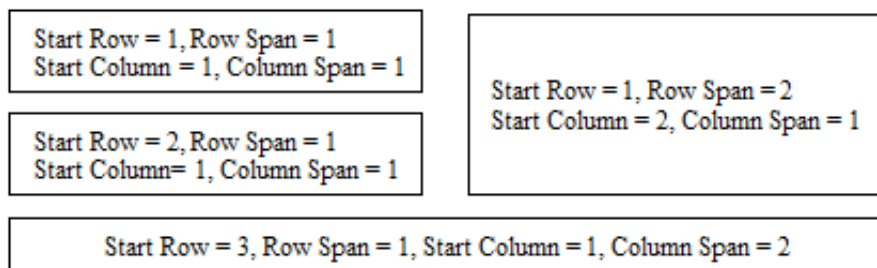 Start Row = 1, Row Span = 1
Start Column = 1, Column Span = 1
Start Row = 2, Row Span = 1
Start Column= 1, Column Span = 1
Start Row = 1, Row Span = 2
Start Column = 2, Column Span = 1
Start Row = 3, Row Span = 1, Start Column = 1, Column Span = 2